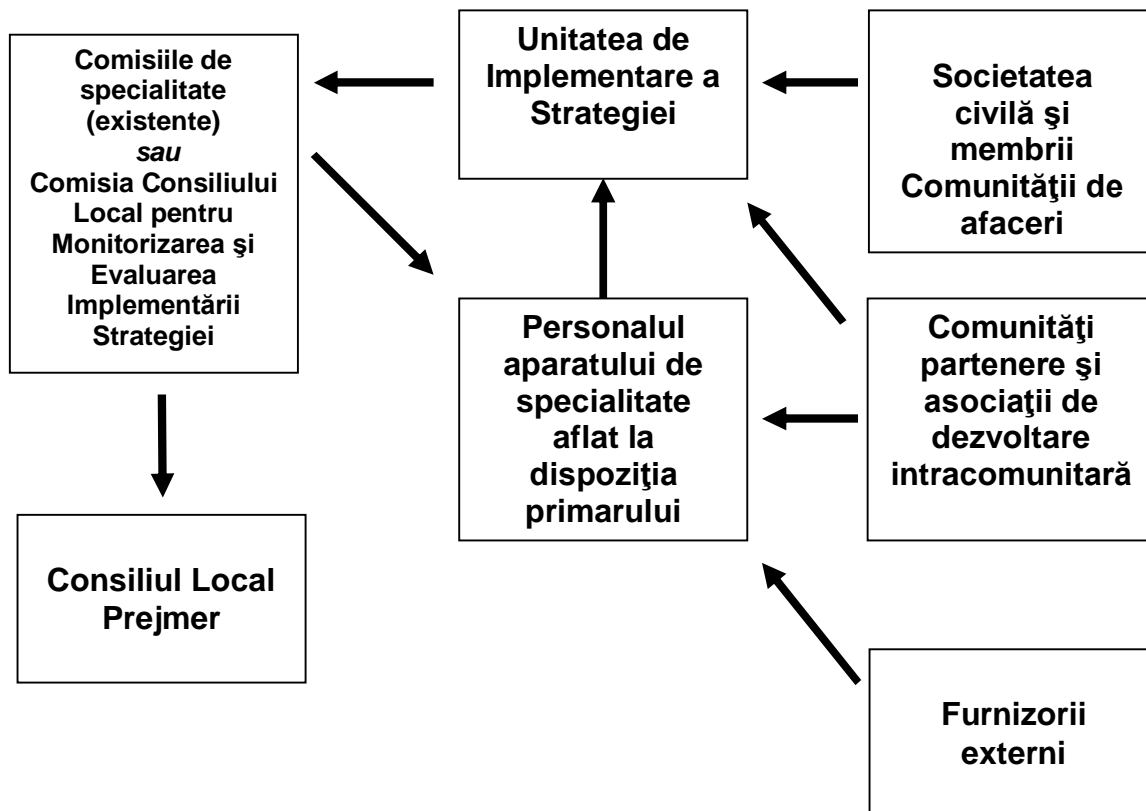 Comisiile de
specialitate
(existente)
sau
Comisia Consiliului
Local pentru
Monitorizarea şi
Evaluarea
Implementării
Strategiei
Unitatea de
Implementare a
Strategiei
Societatea
civilă şi
membrii
Comunităţii de
afaceri
Personalul
aparatului de
specialitate
aflat la
dispoziţia
primarului
Comunităţi
partenere şi
asociaţii de
dezvoltare
intracomunitară
Consiliul Local
Prejmer
Furnizorii
externi